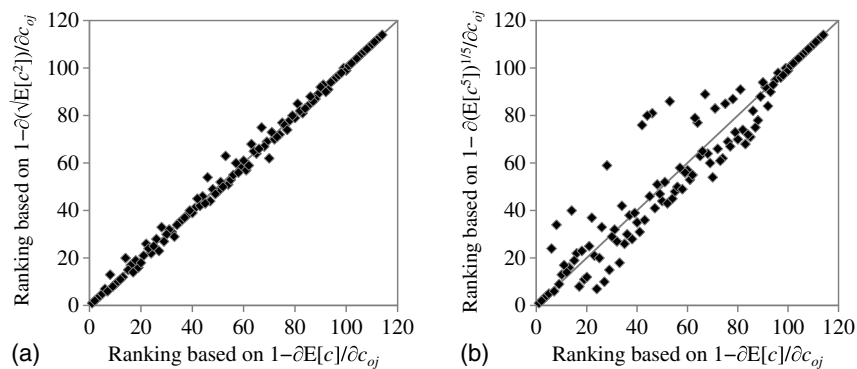 120
100
80
60
40
20
0
0 20 40 60 80 100 120
Ranking based on 1−∂(√E[c²])/∂c_oj
Ranking based on 1−∂E[c]/∂c_oj
(a)
120
100
80
60
40
20
0
0 20 40 60 80 100 120
Ranking based on 1− ∂(E[c⁵])^1/5/∂c_oj
Ranking based on 1−∂E[c]/∂c_oj
(b)